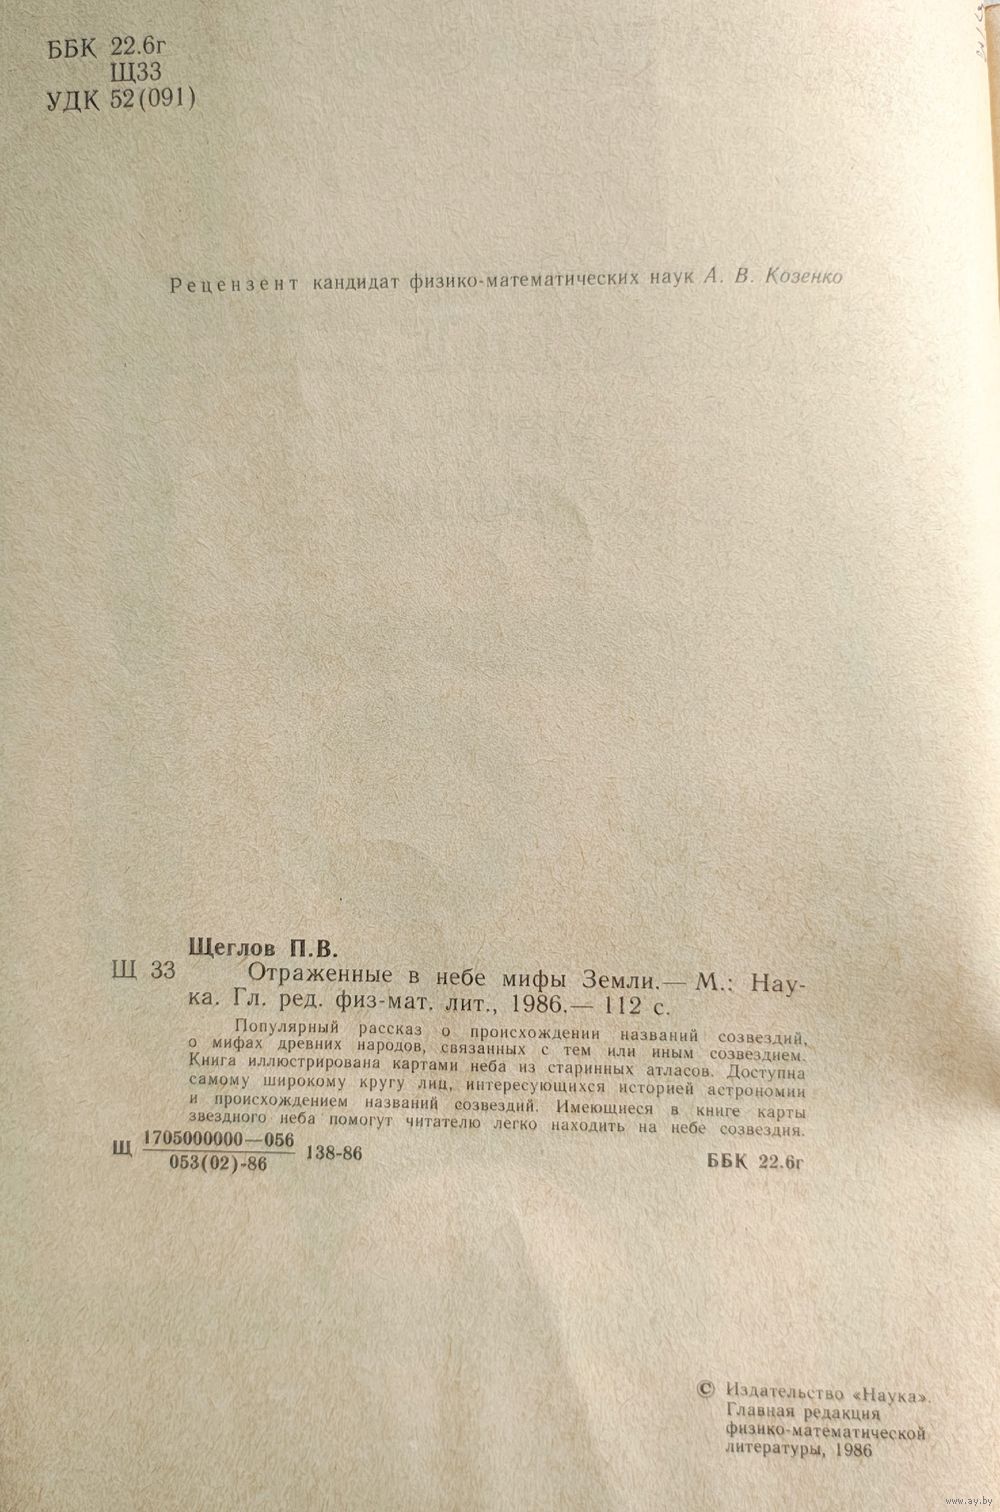 ББК 22.6г
Щ33
УДК 52(091)
Рецензент кандидат физико-математических наук А. В. Козенко
Щеглов П.В.
Щ 33 Отраженные в небе мифы Земли.— М.: Нау-
ка. Гл. ред. физ-мат. лит., 1986.— 112 с.
Популярный рассказ о происхождении названий созвездий,
о мифах древних народов, связанных с тем или иным созвездием.
Книга иллюстрирована картами неба из старинных атласов. Доступна
самому широкому кругу лиц, интересующихся историей астрономии
и происхождением названий созвездий. Имеющиеся в книге карты
звездного неба помогут читателю легко находить на небе созвездия.
Щ 1705000000—056
053(02)-86 138-86
ББК 22.6г
© Издательство «Наука».
Главная редакция
физико-математической
литературы, 1986
www.ay.by